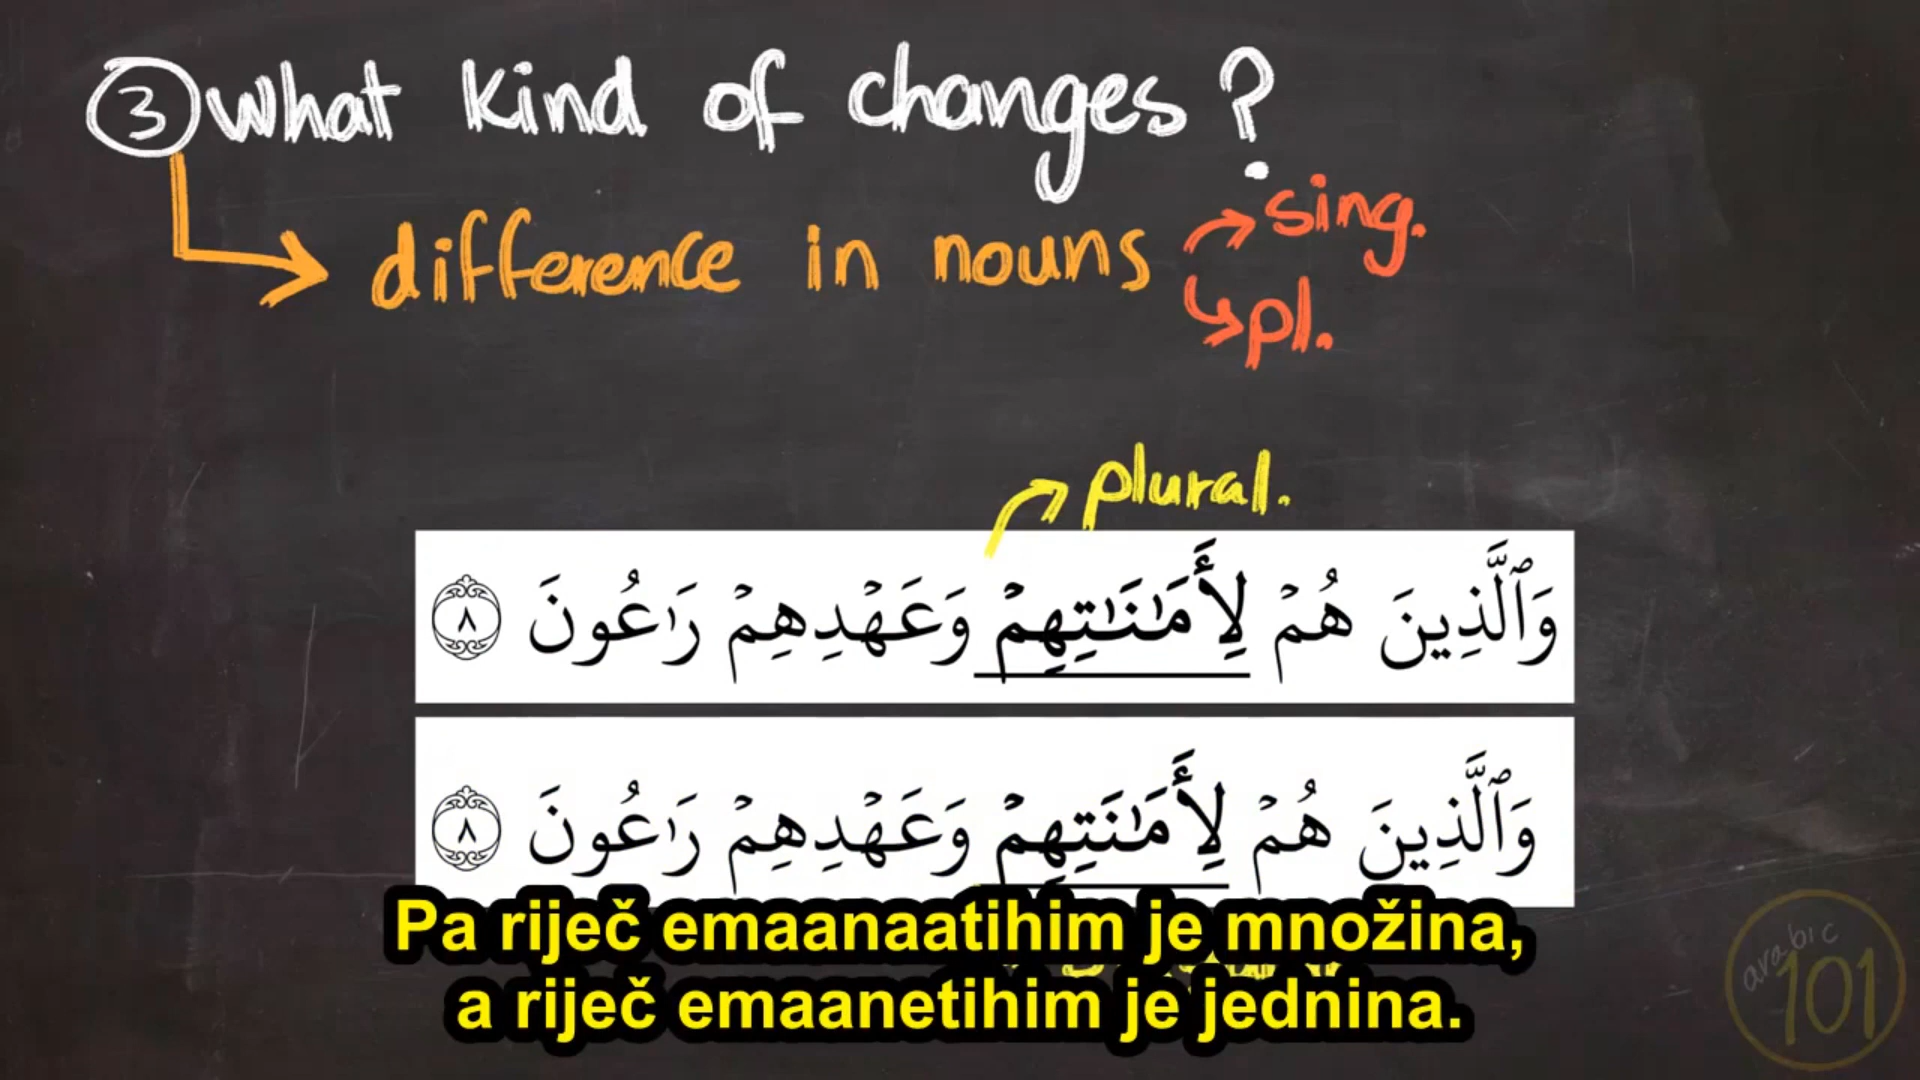 ③ What kind of changes ?
difference in nouns
sing.
pl.
plural.
وَٱلَّذِينَ هُمۡ لِأَمَٰنَٰتِهِمۡ وَعَهۡدِهِمۡ رَٰعُونَ ٨
وَٱلَّذِينَ هُمۡ لِأَمَٰنَتِهِمۡ وَعَهۡدِهِمۡ رَٰعُونَ ٨
Pa riječ emaanaatihim je množina,
a riječ emaanetihim je jednina.
arabic
101